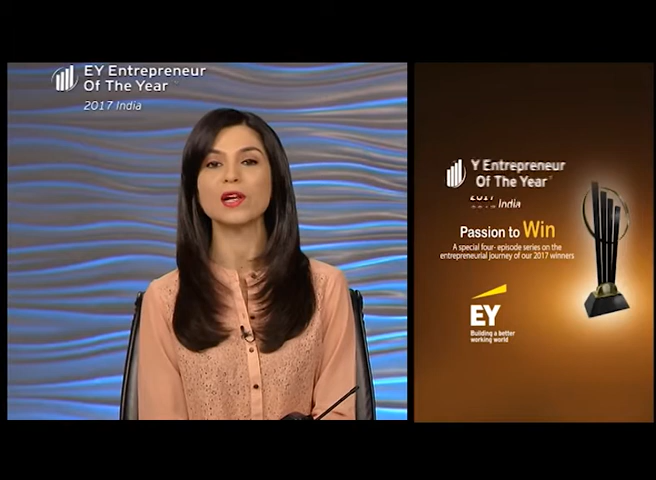 EY Entrepreneur
Of The Year
2017 India
Y Entrepreneur
Of The Year
2017 India
Passion to Win
A special four- episode series on the
entrepreneurial journey of our 2017 winners
EY
Building a better
working world